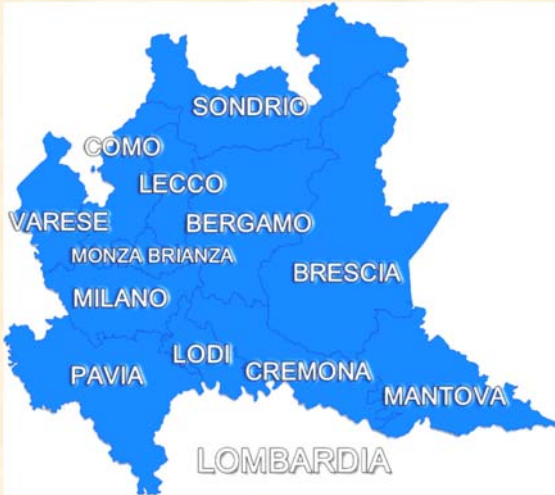 SONDRIO
COMO
LECCO
VARESE
BERGAMO
MONZA BRIANZA
BRESCIA
MILANO
LODI
CREMONA
PAVIA
MANTOVA
LOMBARDIA